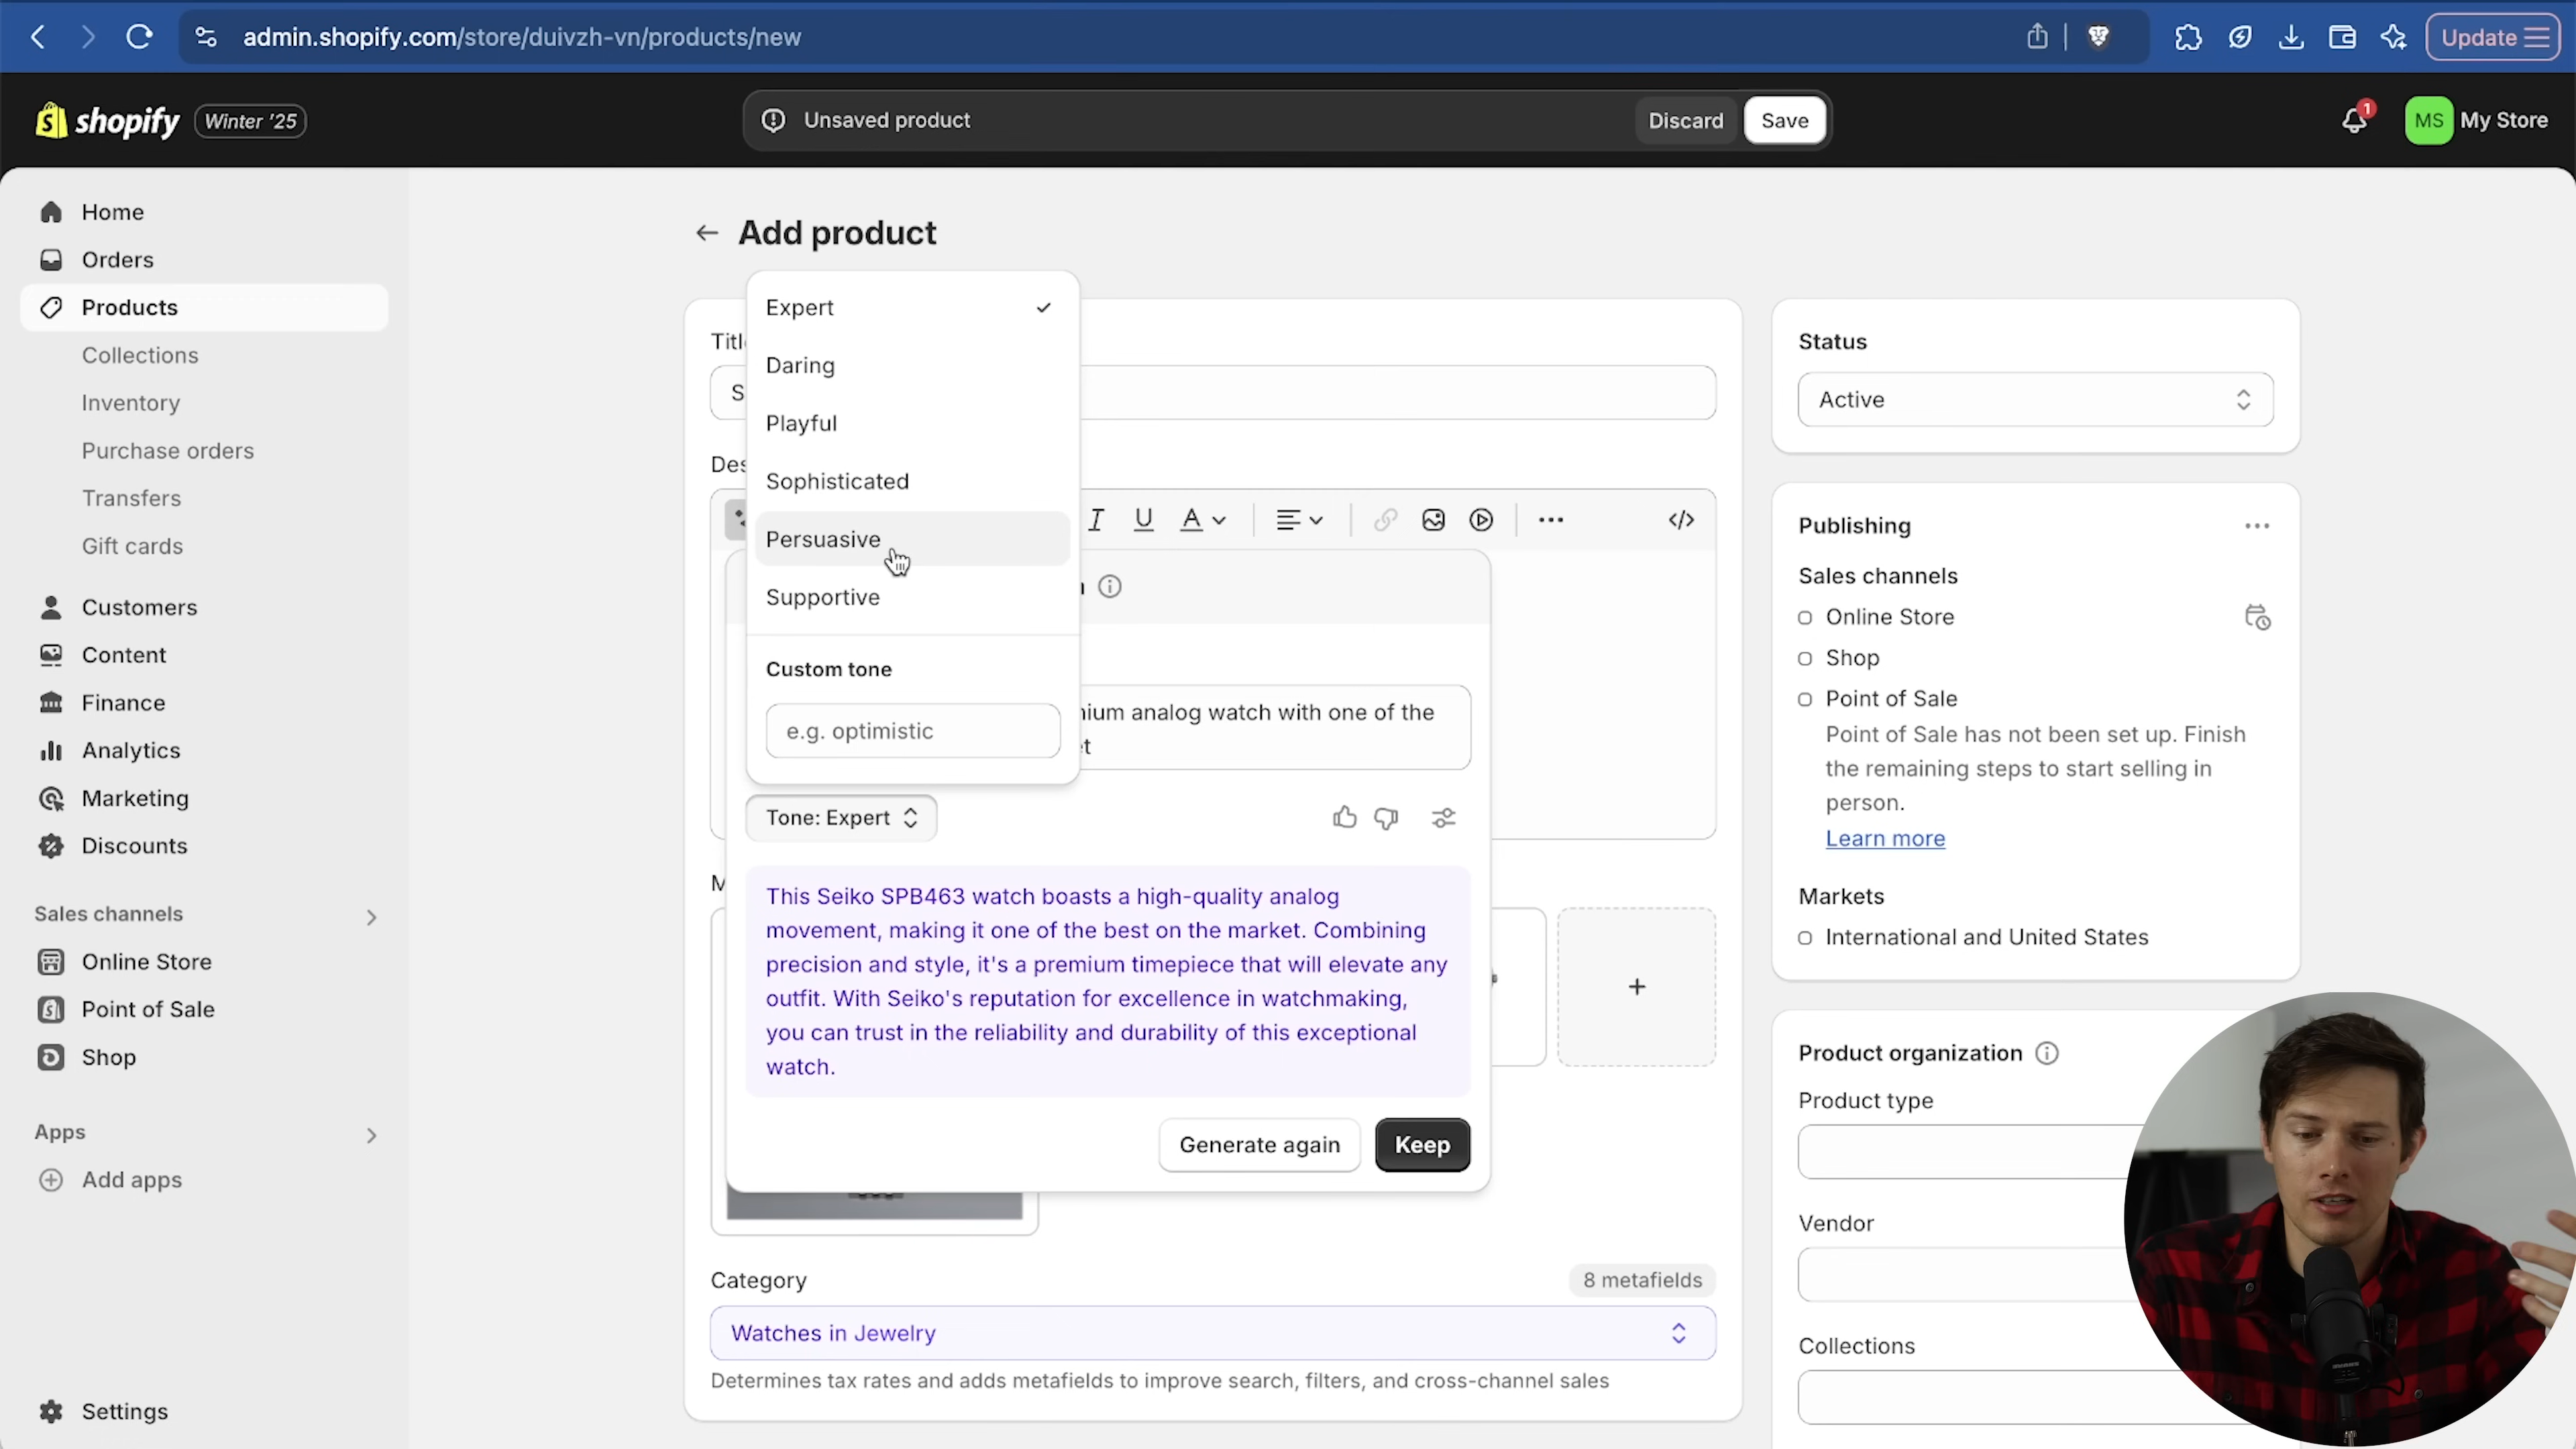 admin.shopify.com/store/duivzh-vn/products/new
Update
shopify
Winter '25
Unsaved product
Discard
Save
1
MS
My Store
Home
Orders
Products
Collections
Inventory
Purchase orders
Transfers
Gift cards
Customers
Content
Finance
Analytics
Marketing
Discounts
Sales channels
Online Store
Point of Sale
Shop
Apps
Add apps
Settings
Add product
Expert
Daring
Playful
Sophisticated
Persuasive
Supportive
Custom tone
e.g. optimistic
analog watch with one of the
Tone: Expert
This Seiko SPB463 watch boasts a high-quality analog
movement, making it one of the best on the market. Combining
precision and style, it's a premium timepiece that will elevate any
outfit. With Seiko's reputation for excellence in watchmaking,
you can trust in the reliability and durability of this exceptional
watch.
Generate again
Keep
Category
8 metafields
Watches in Jewelry
Determines tax rates and adds metafields to improve search, filters, and cross-channel sales
Status
Active
Publishing
Sales channels
Online Store
Shop
Point of Sale
Point of Sale has not been set up. Finish
the remaining steps to start selling in
person.
Learn more
Markets
International and United States
Product organization
Product type
Vendor
Collections